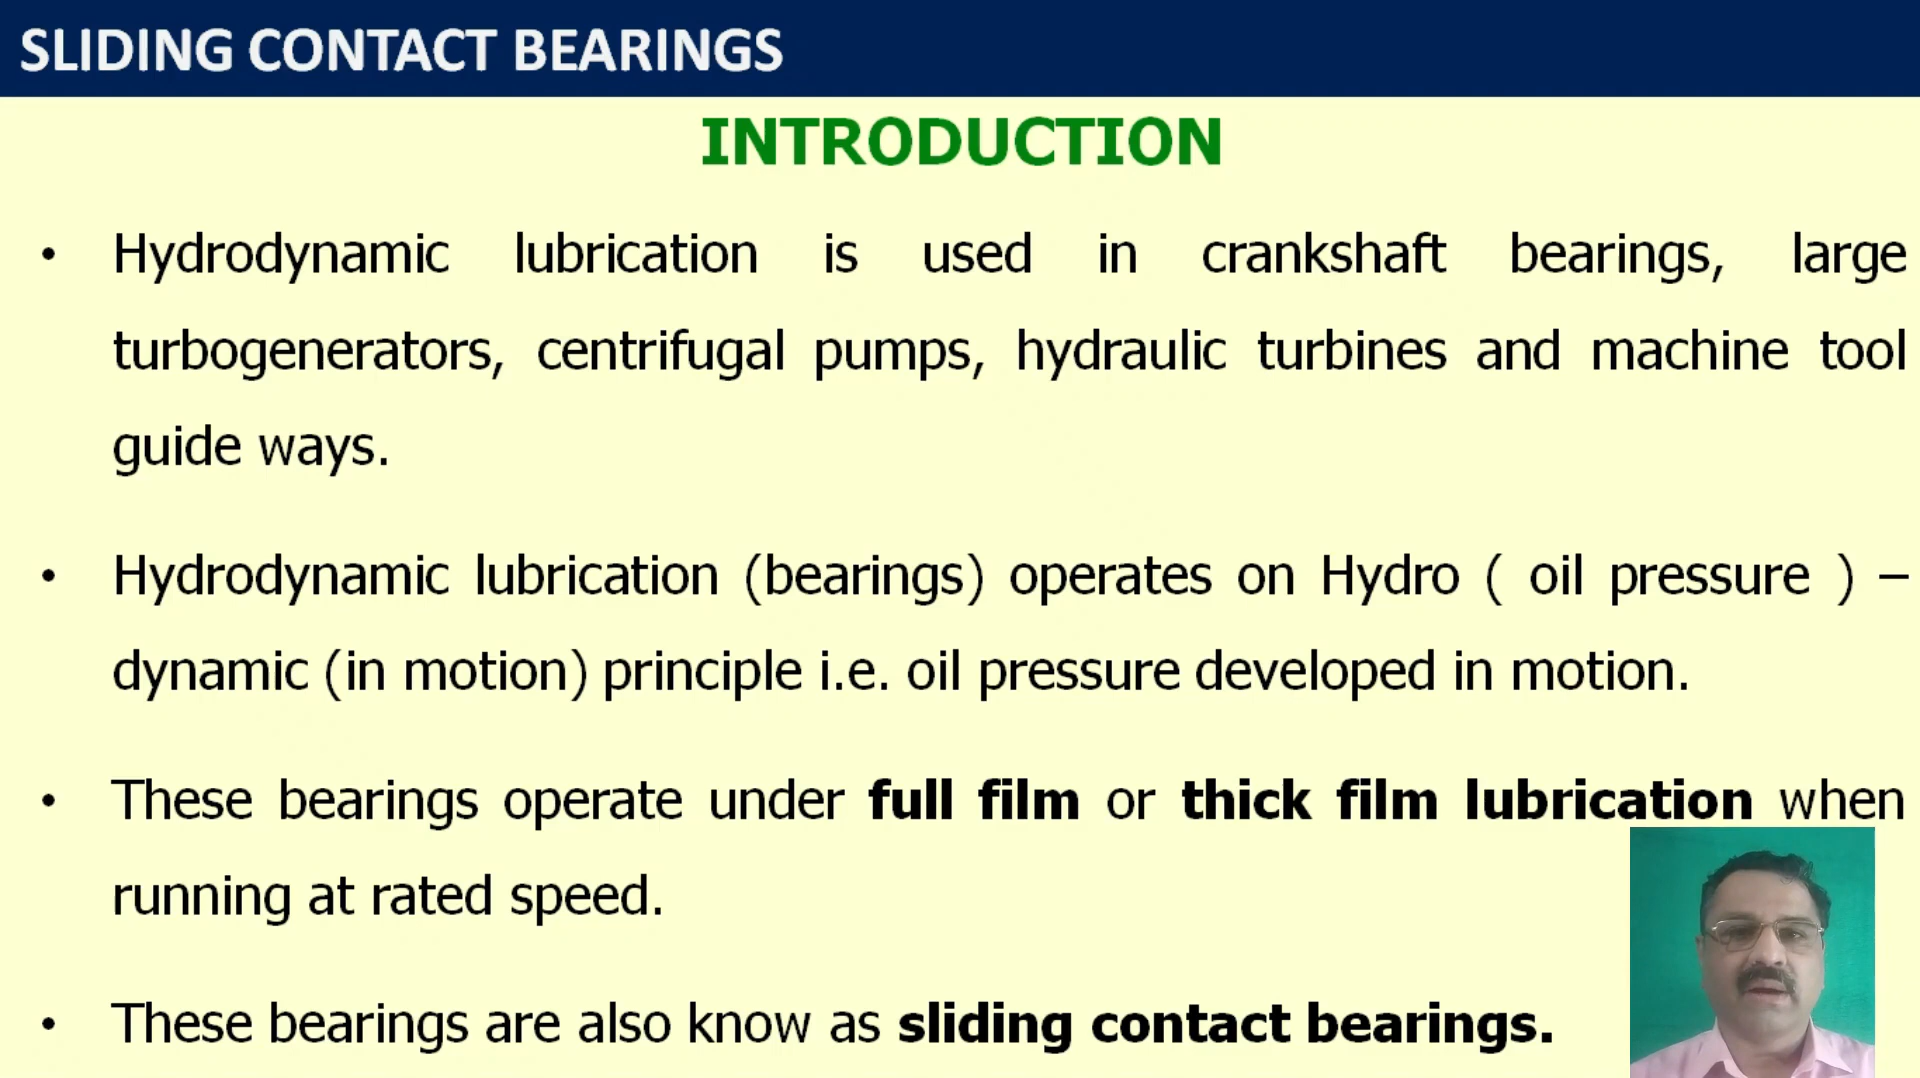 SLIDING CONTACT BEARINGS
INTRODUCTION
• Hydrodynamic lubrication is used in crankshaft bearings, large
turbogenerators, centrifugal pumps, hydraulic turbines and machine tool
guide ways.
• Hydrodynamic lubrication (bearings) operates on Hydro ( oil pressure ) –
dynamic (in motion) principle i.e. oil pressure developed in motion.
• These bearings operate under full film or thick film lubrication when
running at rated speed.
• These bearings are also know as sliding contact bearings.